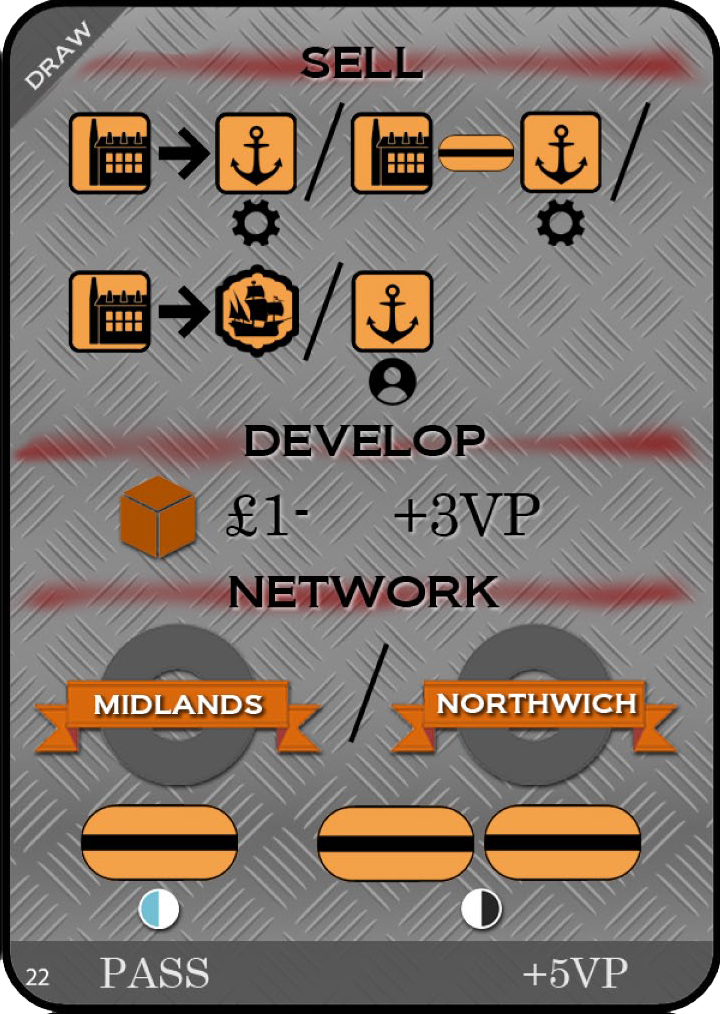 DRAW
SELL
DEVELOP
£1- +3VP
NETWORK
MIDLANDS / NORTHWICH
22 PASS +5VP